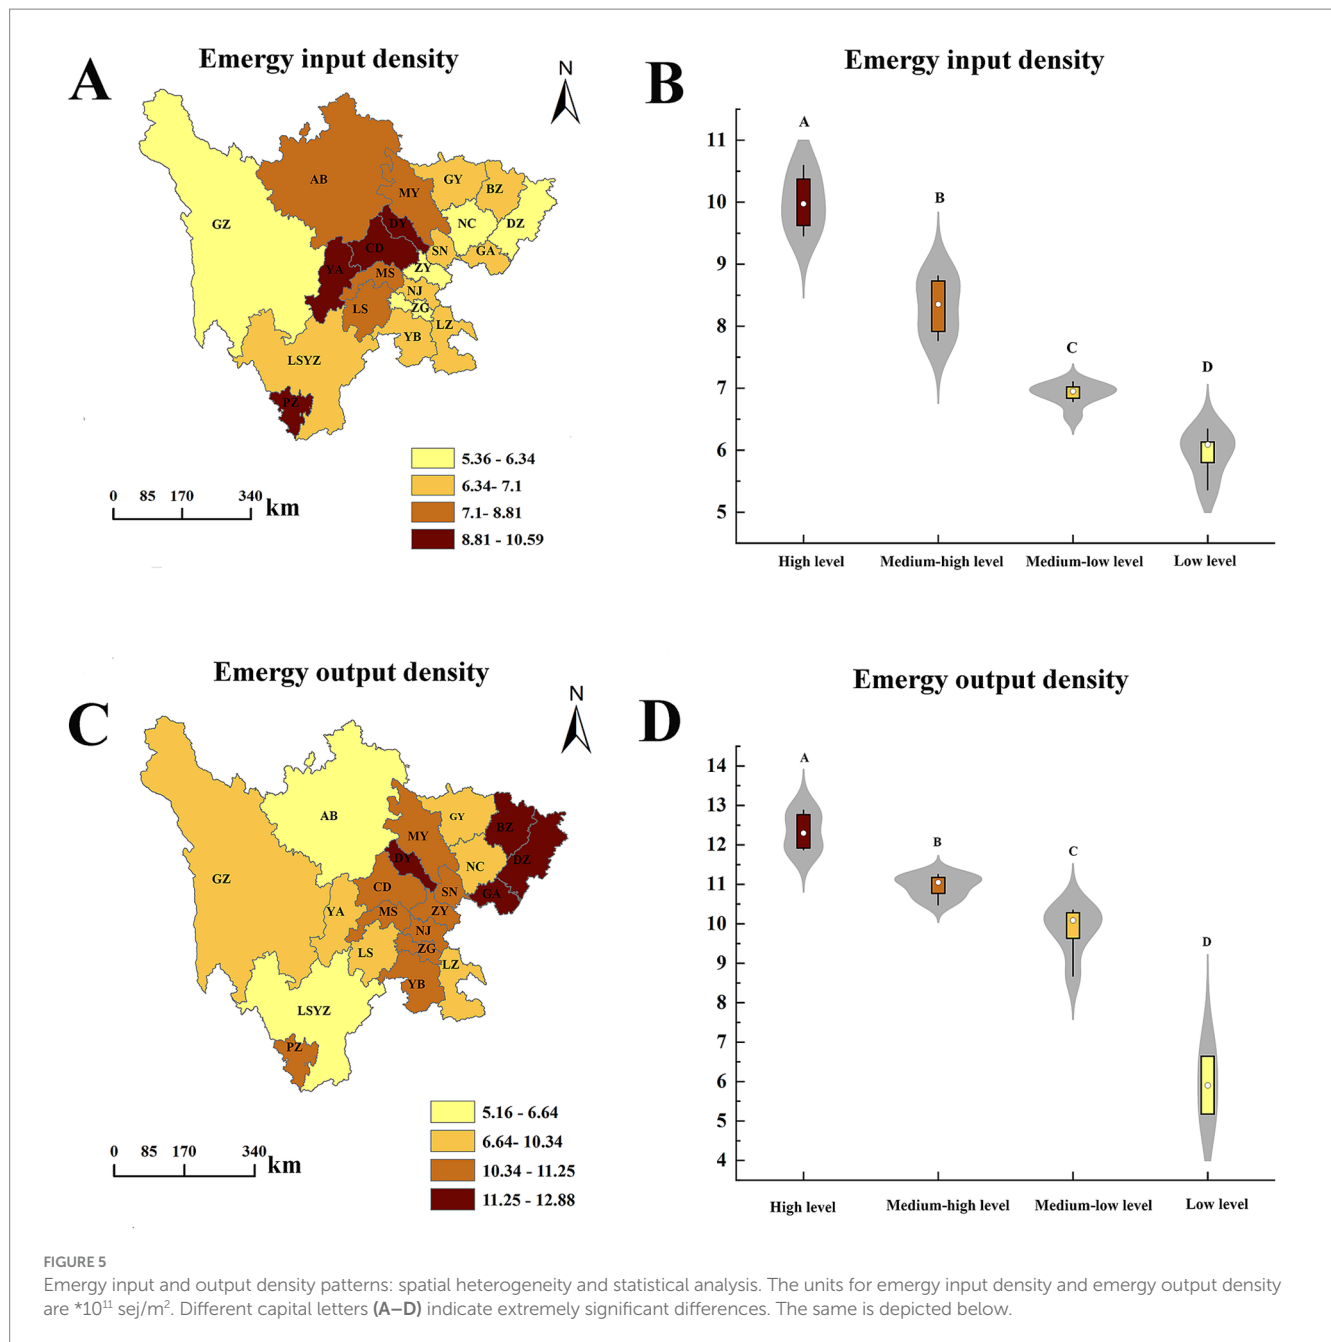 A
Emergy input density
N
AB
MY
GY
BZ
GZ
DY
NC
DZ
CD
SN
GA
YA
MS
ZY
NJ
LS
ZG
YB
LZ
LSYZ
PZ
5.36 - 6.34
6.34- 7.1
7.1- 8.81
8.81 - 10.59
0 85 170 340 km
B
Emergy input density
11
10
9
8
7
6
5
A
B
C
D
High level
Medium-high level
Medium-low level
Low level
C
Emergy output density
N
AB
MY
GY
BZ
GZ
DY
NC
DZ
CD
SN
GA
YA
MS
ZY
NJ
LS
ZG
YB
LZ
LSYZ
PZ
5.16 - 6.64
6.64- 10.34
10.34 - 11.25
11.25 - 12.88
0 85 170 340 km
D
Emergy output density
14
13
12
11
10
9
8
7
6
5
4
A
B
C
D
High level
Medium-high level
Medium-low level
Low level
FIGURE 5
Emergy input and output density patterns: spatial heterogeneity and statistical analysis. The units for emergy input density and emergy output density
are *10¹¹ sej/m². Different capital letters (A–D) indicate extremely significant differences. The same is depicted below.